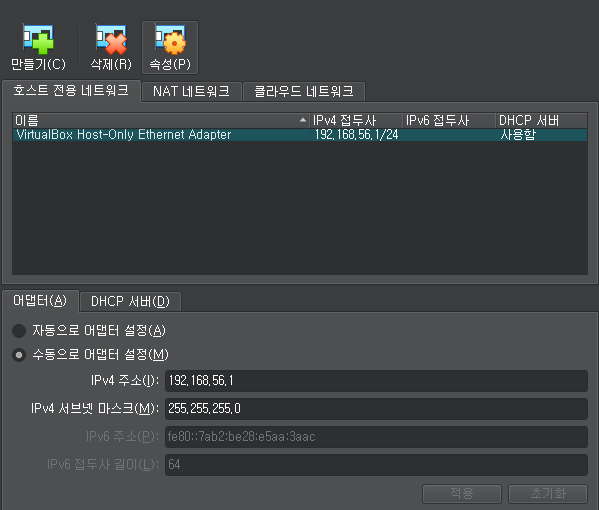 만들기(C) 삭제(R) 속성(P)
호스트 전용 네트워크 NAT 네트워크 클라우드 네트워크
이름 IPv4 접두사 IPv6 접두사 DHCP 서버
VirtualBox Host-Only Ethernet Adapter 192.168.56.1/24 사용함
어댑터(A) DHCP 서버(D)
자동으로 어댑터 설정(A)
수동으로 어댑터 설정(M)
IPv4 주소(I): 192.168.56.1
IPv4 서브넷 마스크(M): 255.255.255.0
IPv6 주소(P): fe80::7ab2:be28:e5aa:3aac
IPv6 접두사 길이(L): 64
적용 초기화